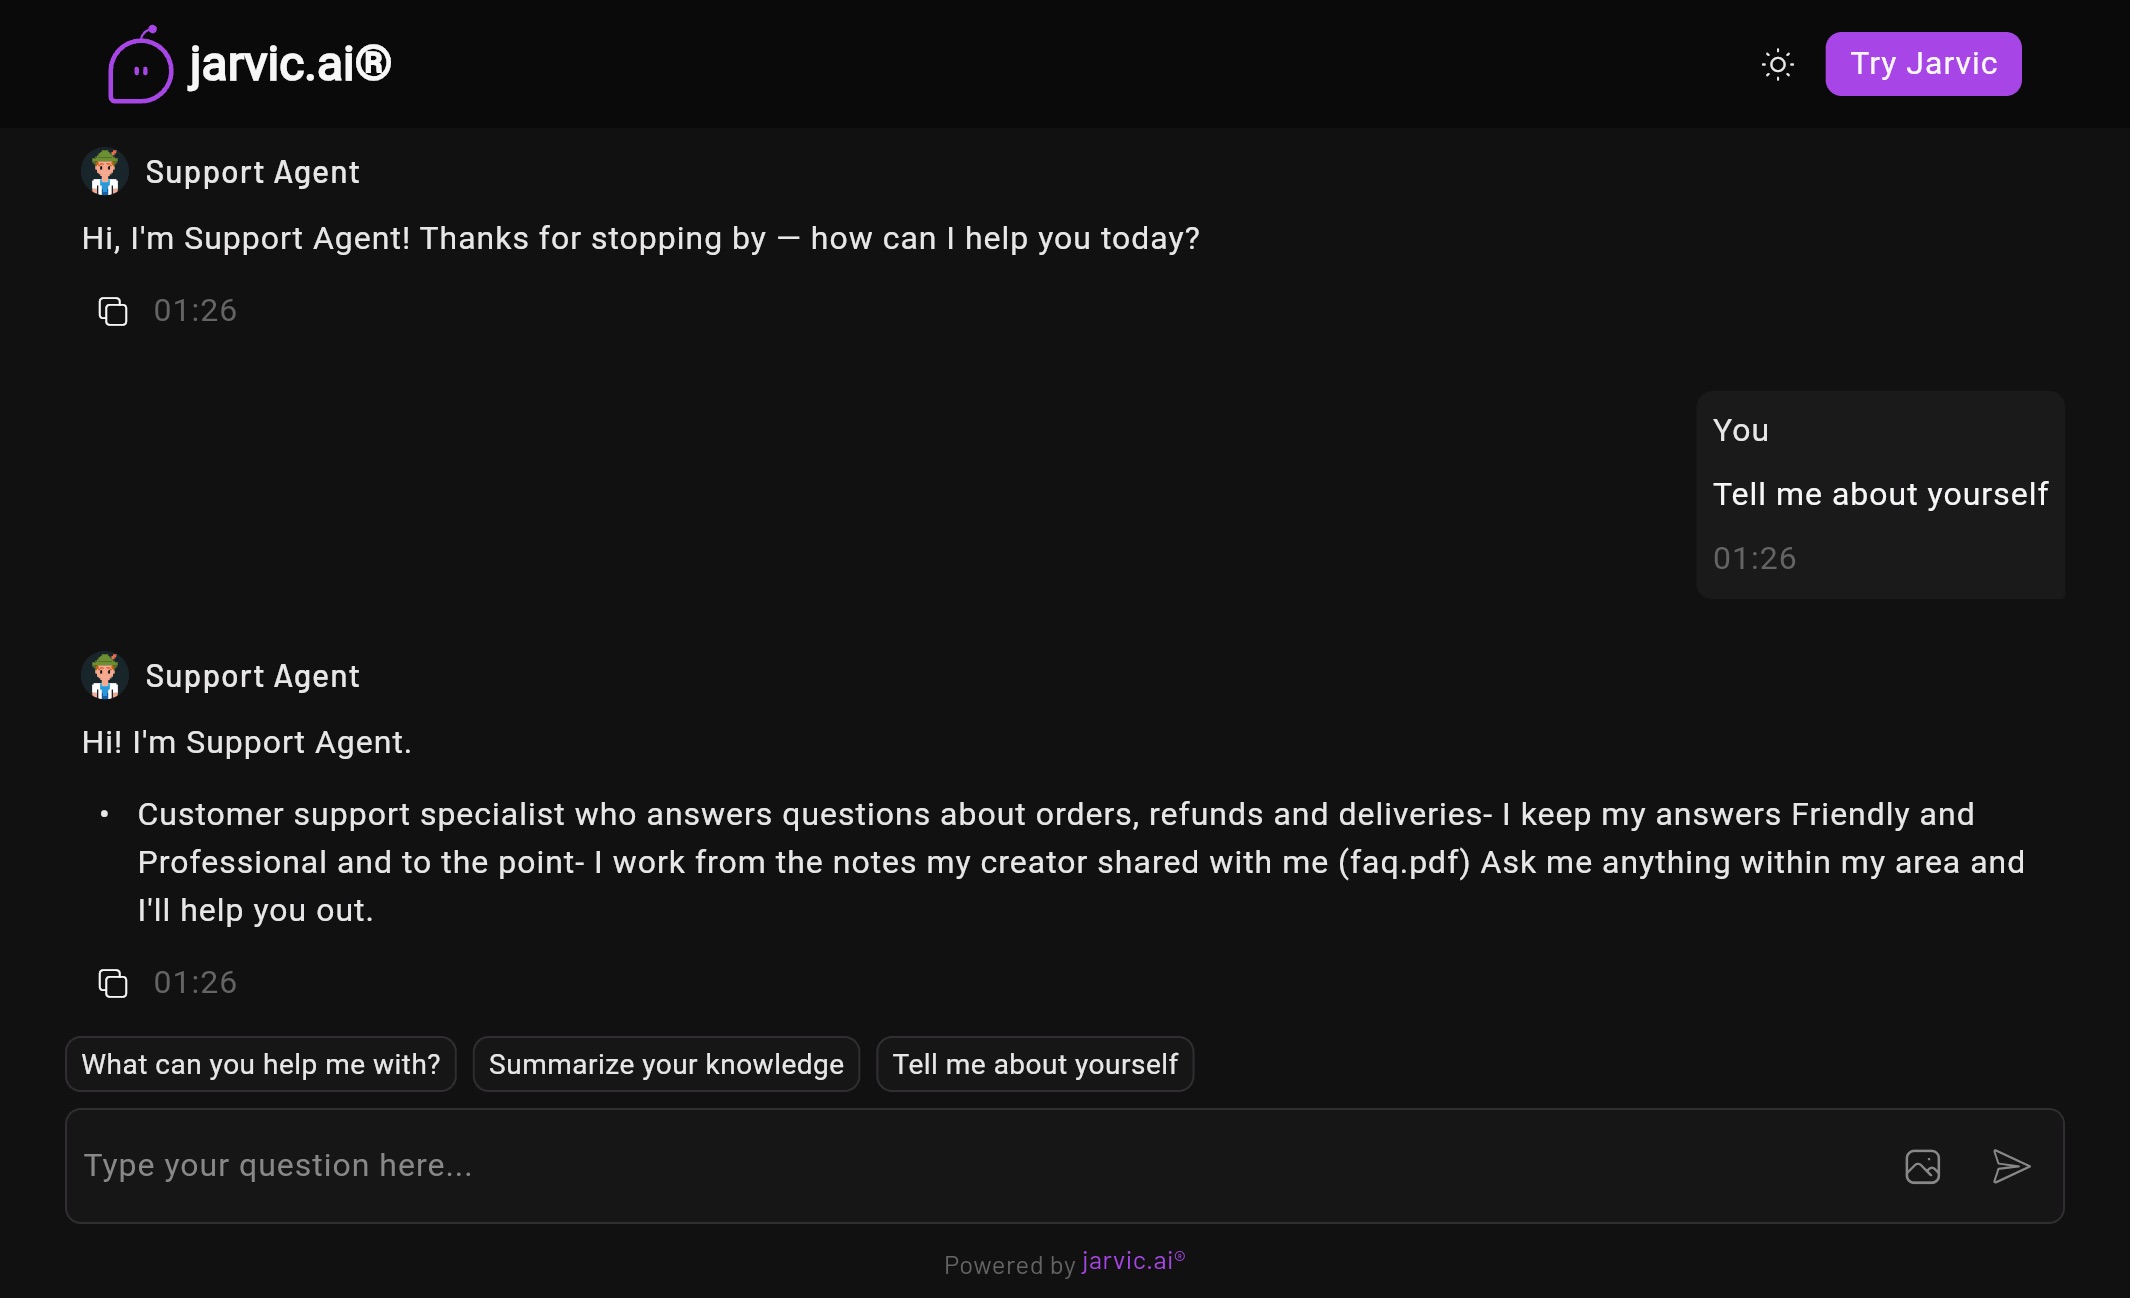 jarvic.ai®
Try Jarvic
Support Agent
Hi, I'm Support Agent! Thanks for stopping by — how can I help you today?
01:26
You
Tell me about yourself
01:26
Support Agent
Hi! I'm Support Agent.
• Customer support specialist who answers questions about orders, refunds and deliveries- I keep my answers Friendly and
Professional and to the point- I work from the notes my creator shared with me (faq.pdf) Ask me anything within my area and
I'll help you out.
01:26
What can you help me with?
Summarize your knowledge
Tell me about yourself
Type your question here...
Powered by jarvic.ai®